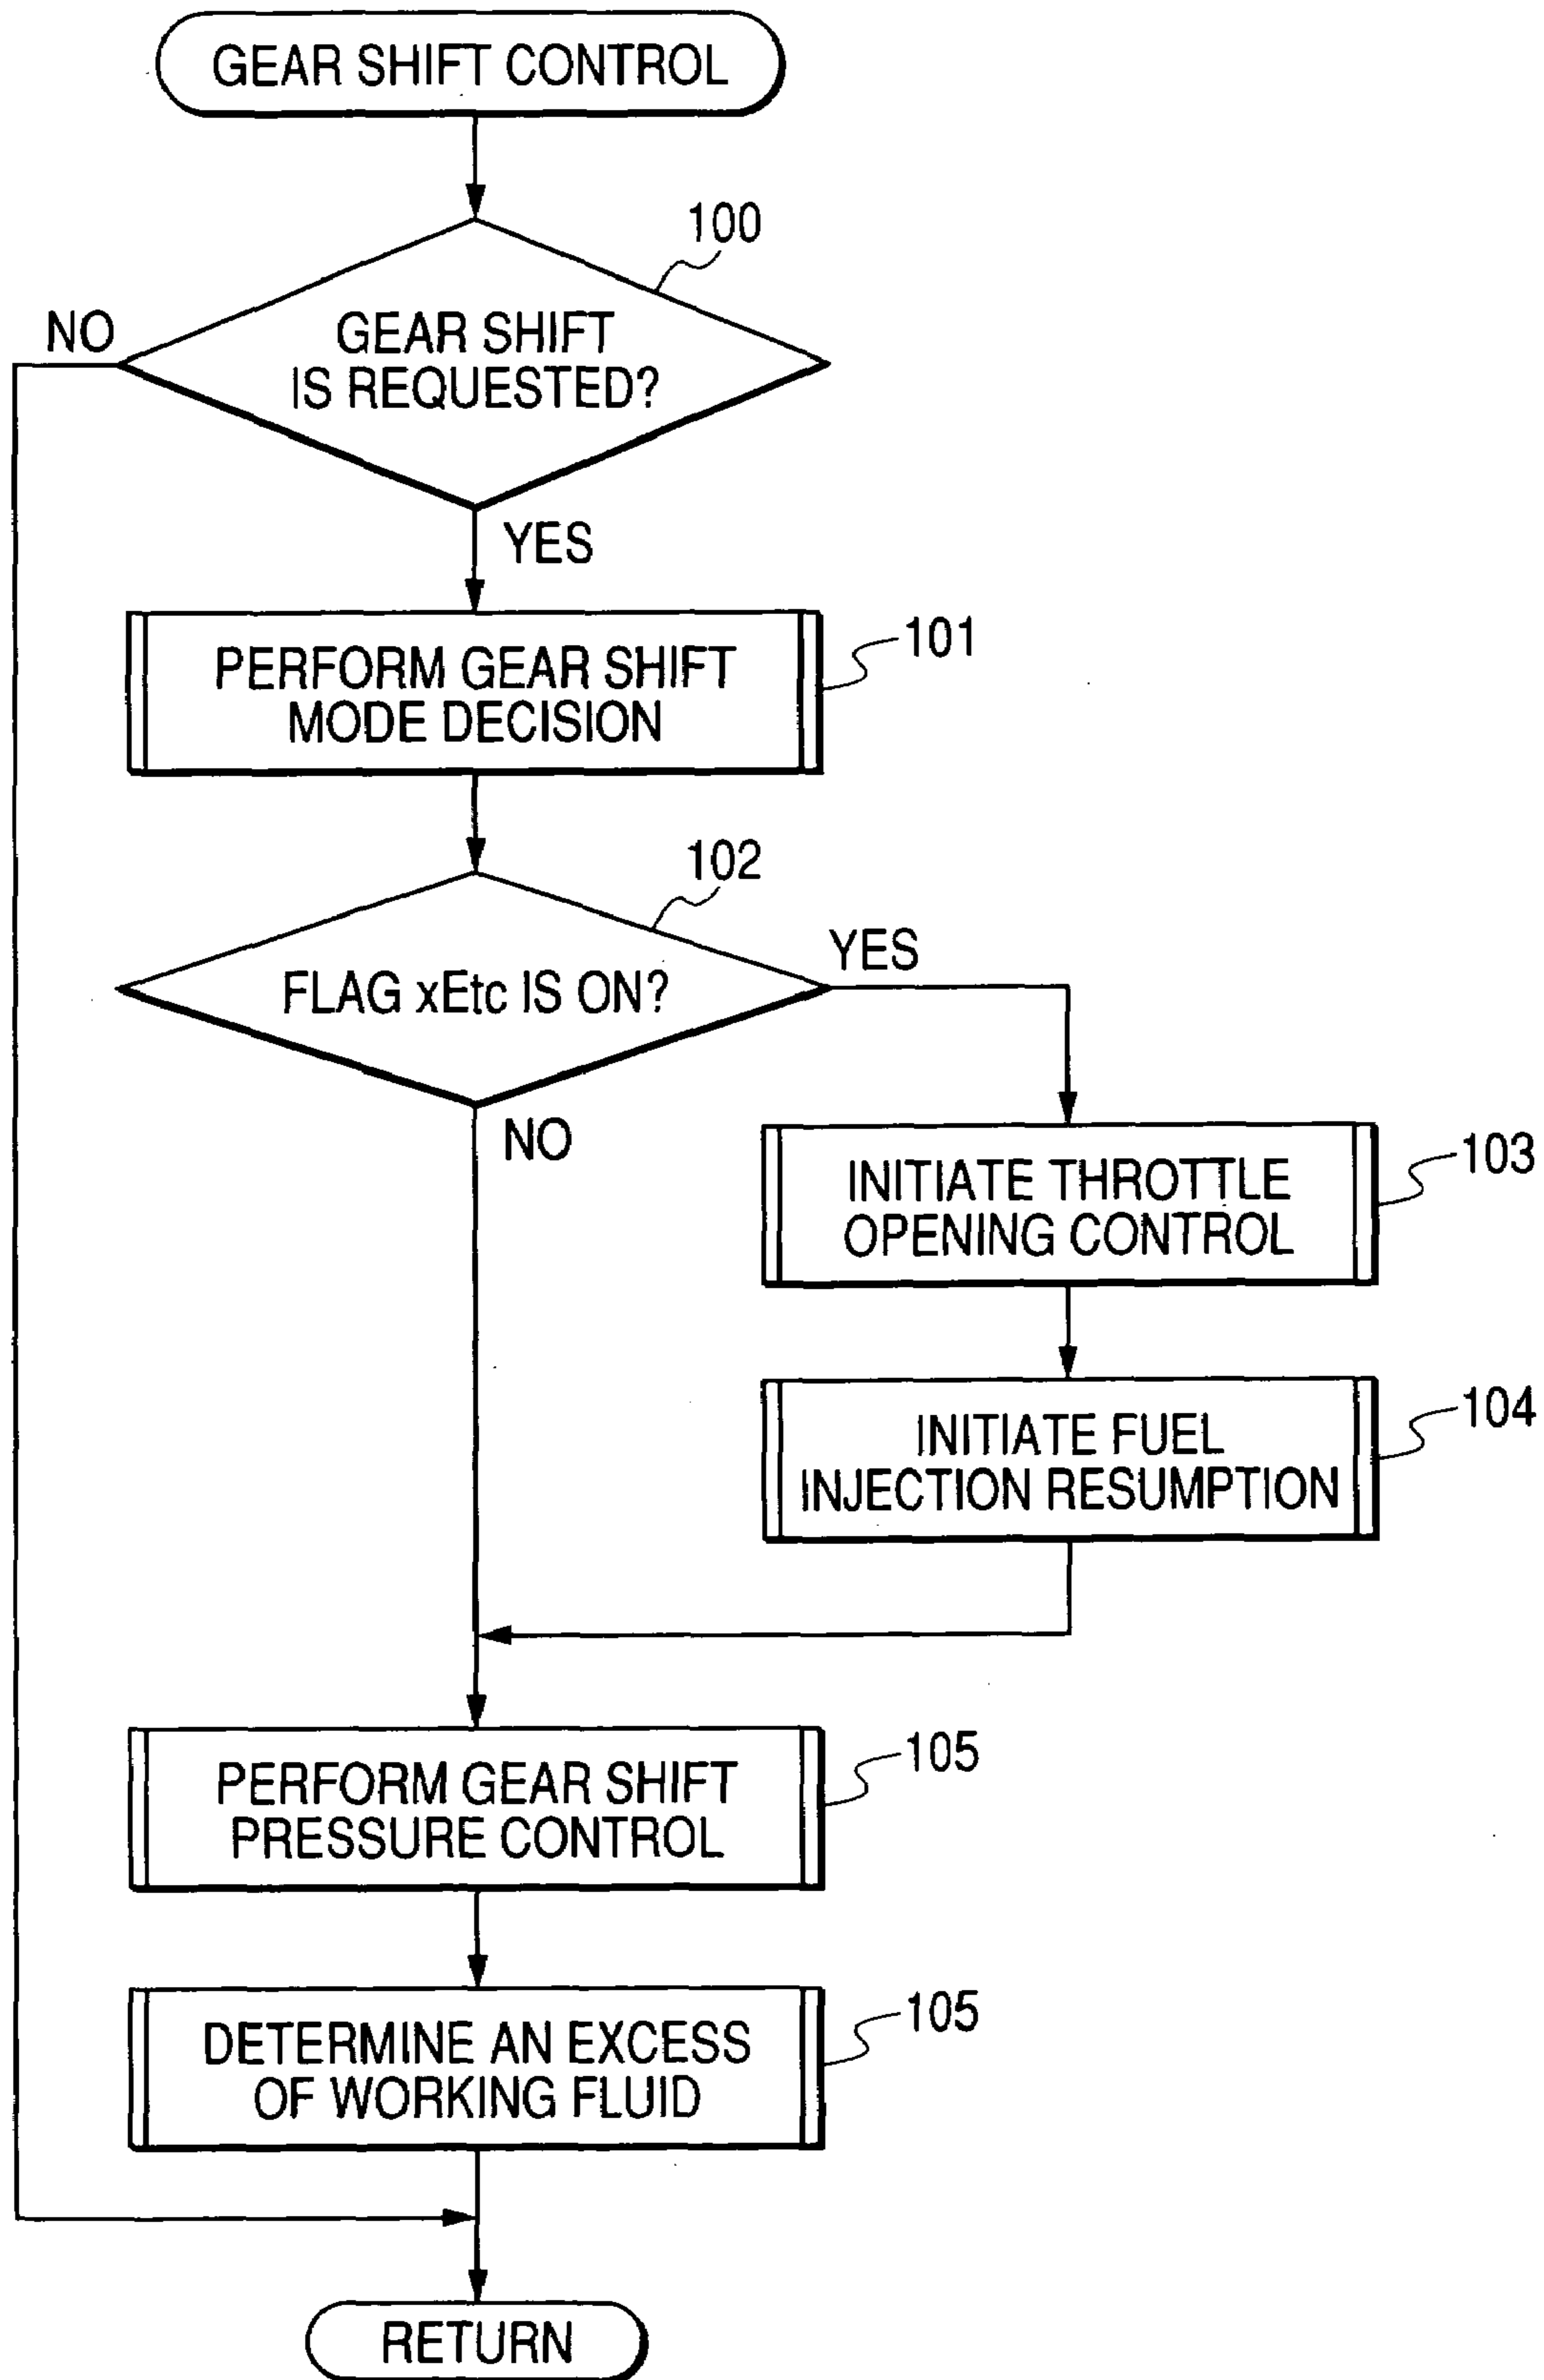 GEAR SHIFT CONTROL
100
NO
GEAR SHIFT
IS REQUESTED?
YES
PERFORM GEAR SHIFT
MODE DECISION
101
102
FLAG xEtc IS ON?
YES
NO
INITIATE THROTTLE
OPENING CONTROL
103
INITIATE FUEL
INJECTION RESUMPTION
104
PERFORM GEAR SHIFT
PRESSURE CONTROL
105
DETERMINE AN EXCESS
OF WORKING FLUID
105
RETURN